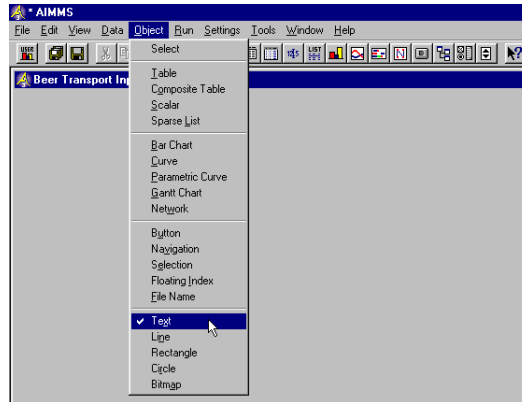 * AIMMS
File Edit View Data Object Run Settings Tools Window Help
USER LIST N
Beer Transport Inp
Select
Table
Composite Table
Scalar
Sparse List
Bar Chart
Curve
Parametric Curve
Gantt Chart
Network
Button
Navigation
Selection
Floating Index
File Name
✓ Text
Line
Rectangle
Circle
Bitmap